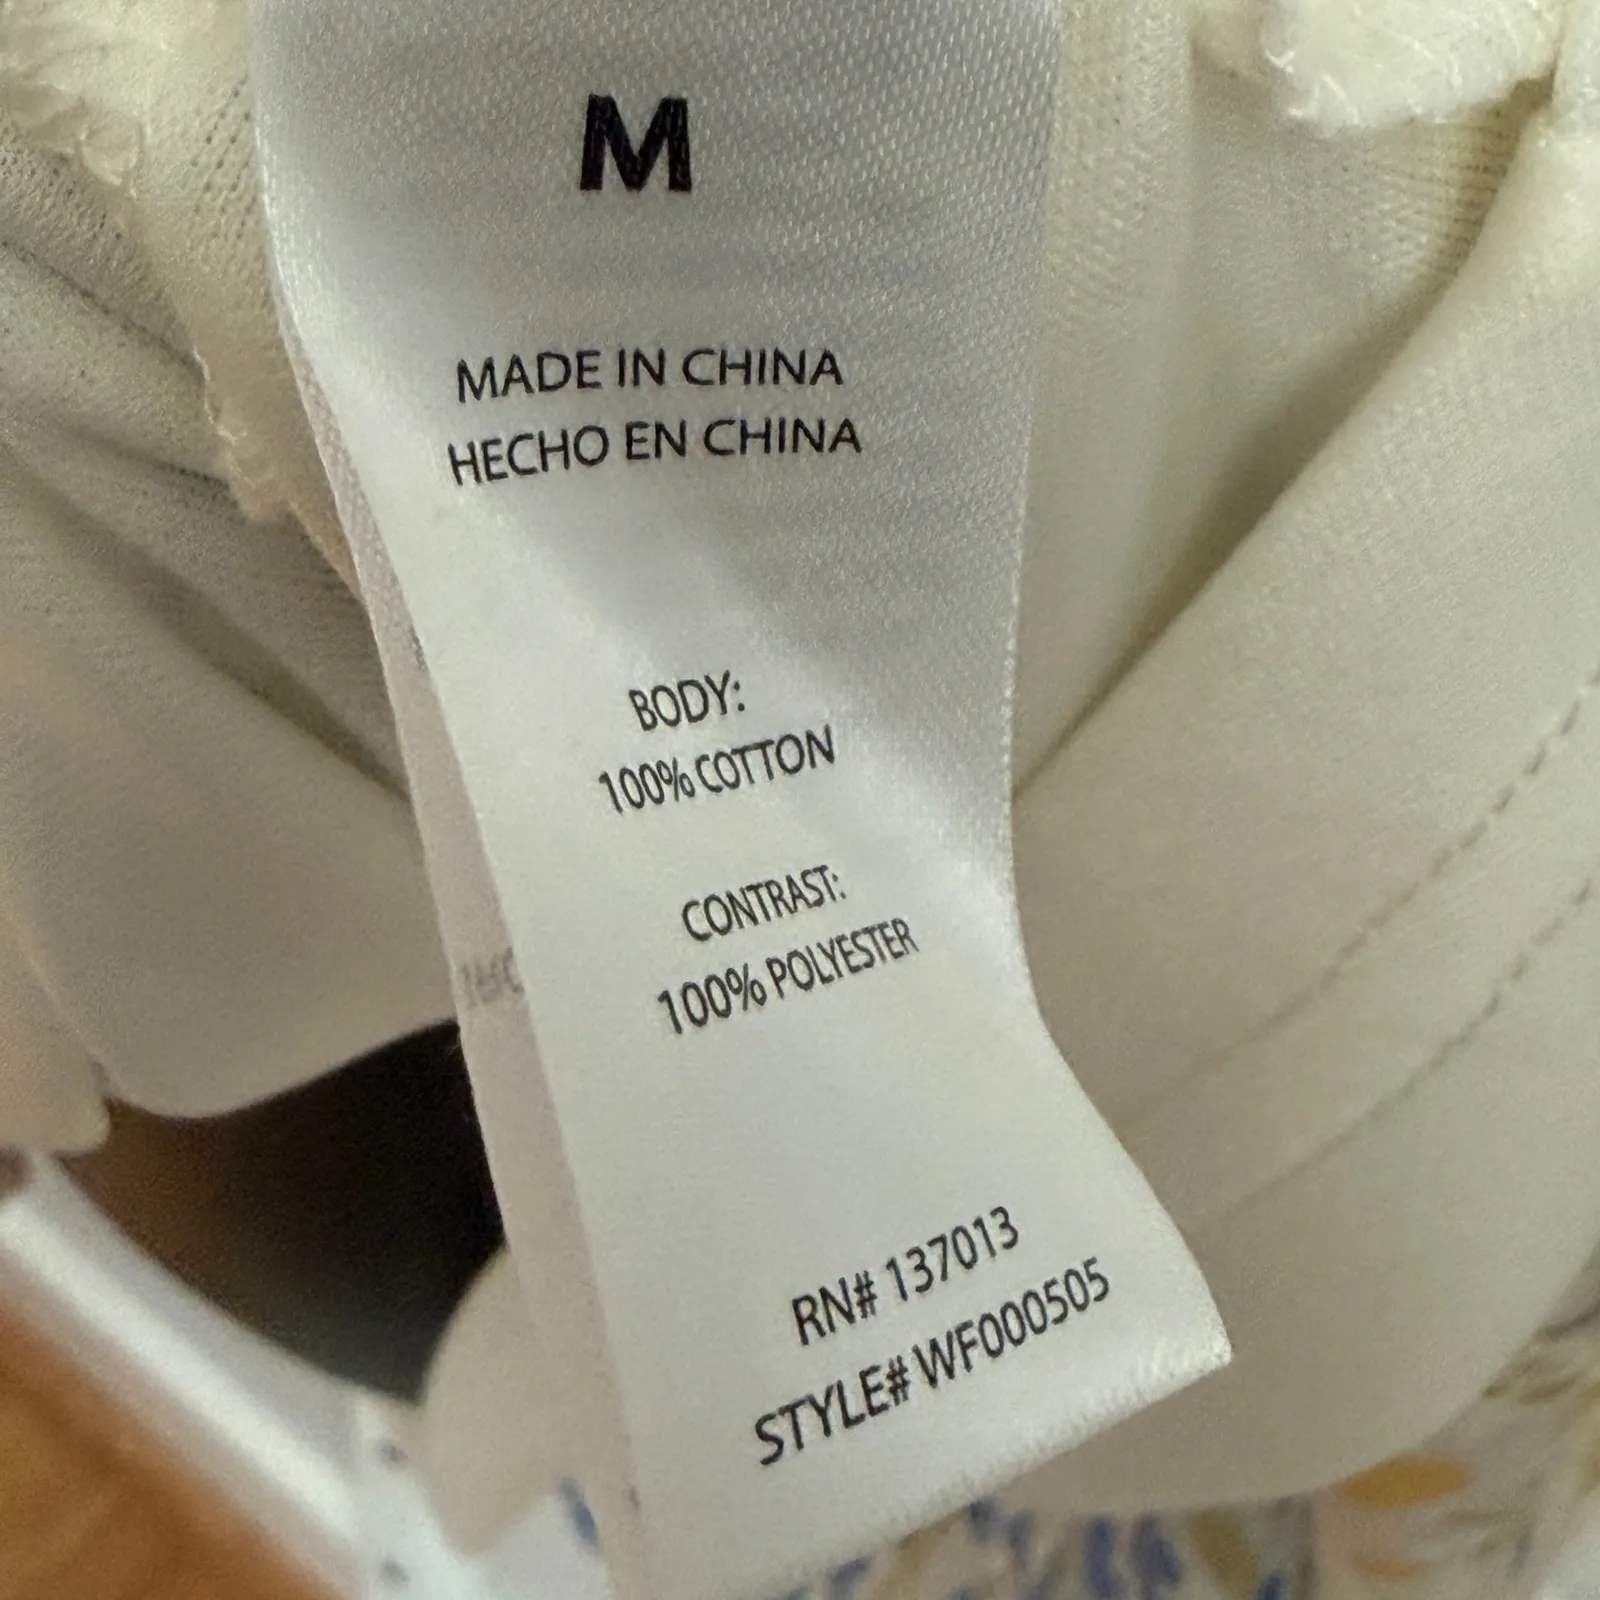 M
MADE IN CHINA
HECHO EN CHINA
BODY:
100% COTTON
CONTRAST:
100% POLYESTER
RN# 137013
STYLE# WF000505